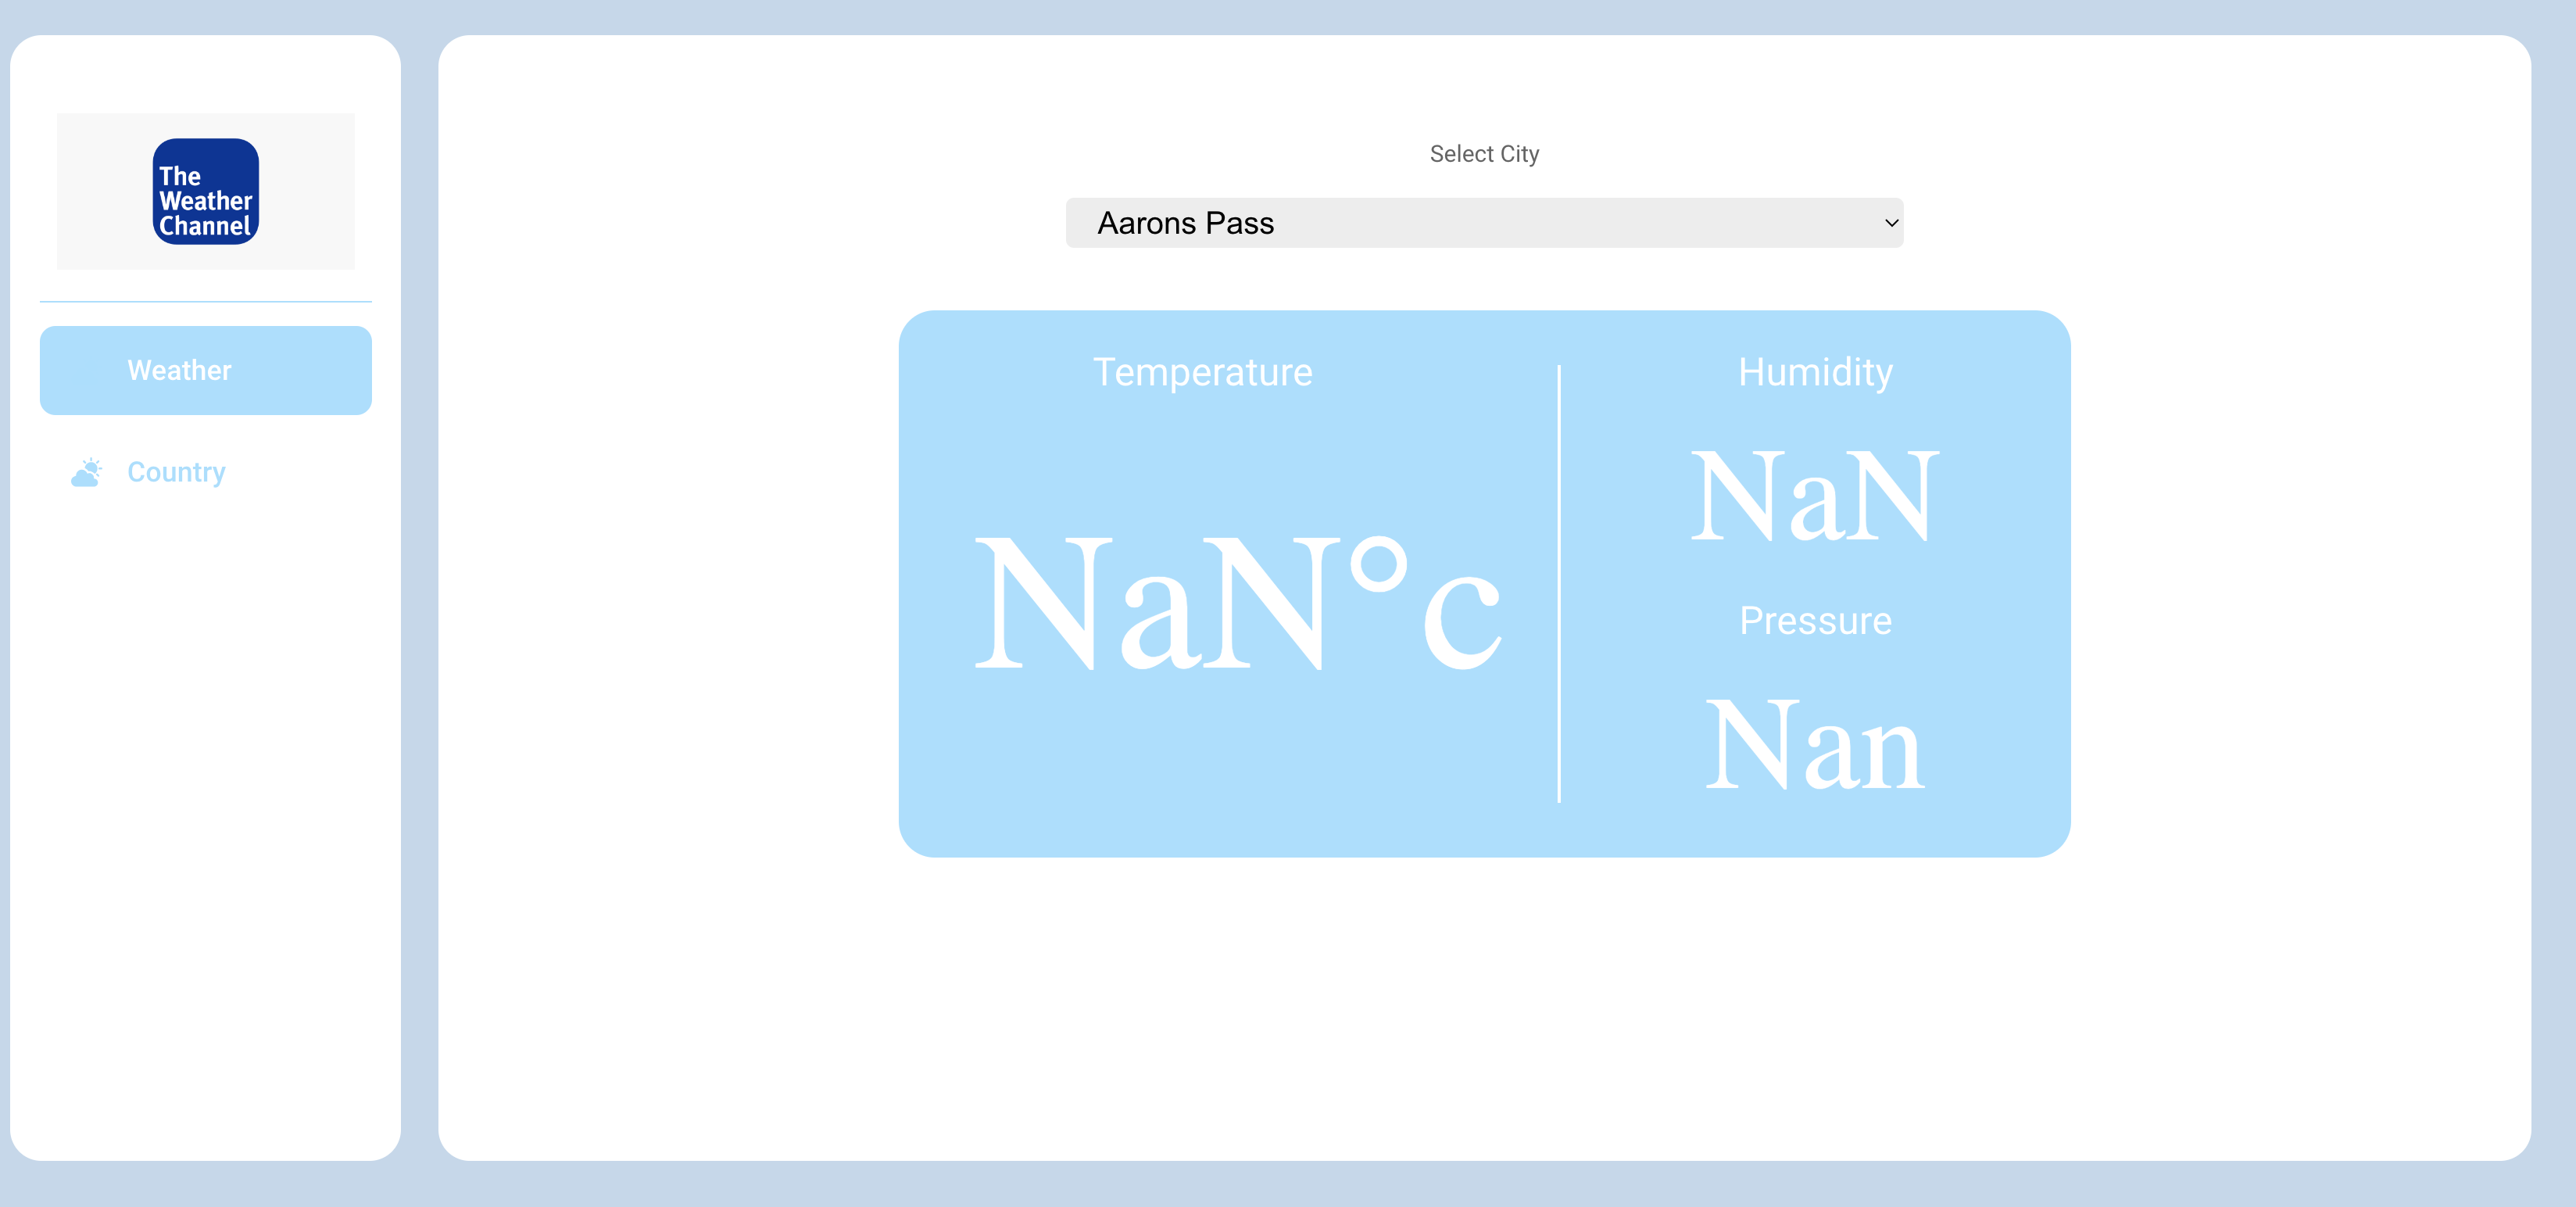 The
Weather
Channel
Weather
Country
Select City
Aarons Pass
Temperature
NaN°c
Humidity
NaN
Pressure
Nan